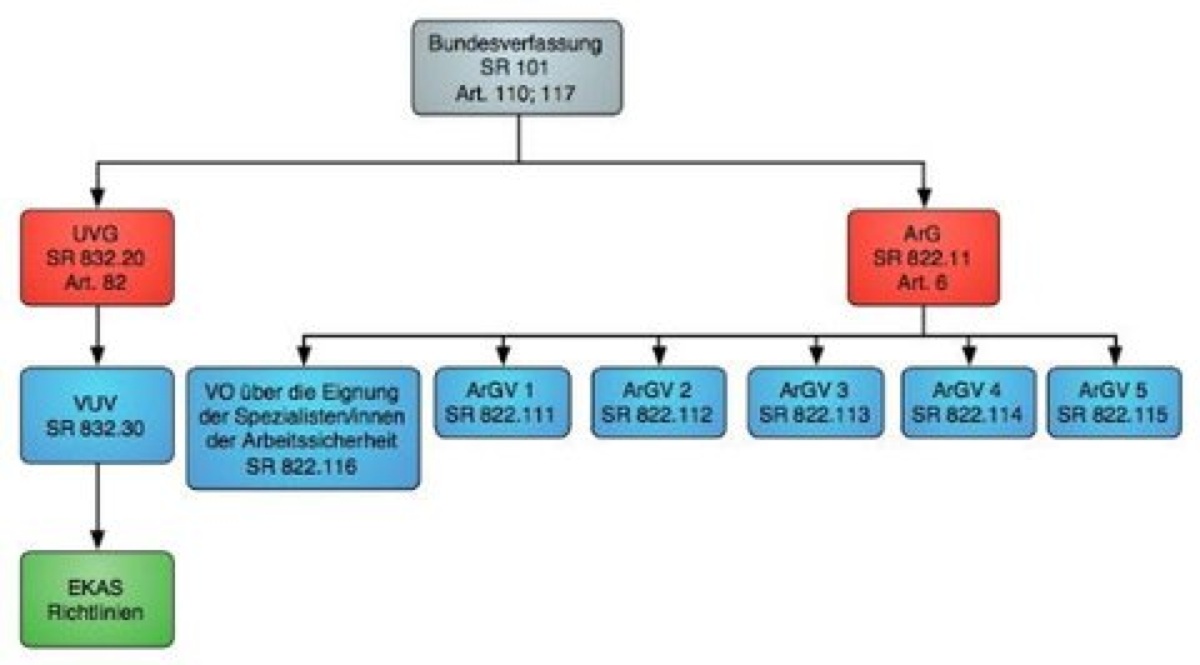 Bundesverfassung
SR 101
Art. 110; 117
UVG
SR 832.20
Art. 82
ArG
SR 822.11
Art. 6
VUV
SR 832.30
VO über die Eignung
der Spezialisten/innen
der Arbeitssicherheit
SR 822.116
ArGV 1
SR 822.111
ArGV 2
SR 822.112
ArGV 3
SR 822.113
ArGV 4
SR 822.114
ArGV 5
SR 822.115
EKAS
Richtlinien